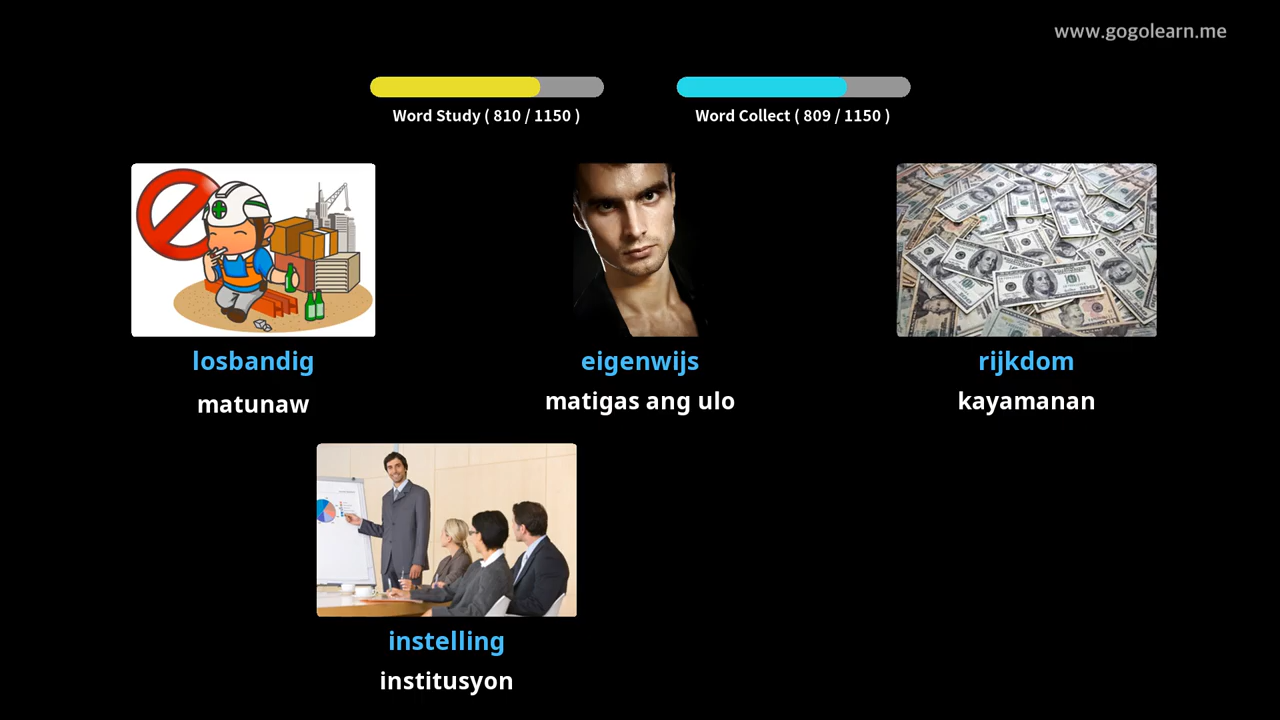 www.gogolearn.me
Word Study ( 810 / 1150 )
Word Collect ( 809 / 1150 )
losbandig
matunaw
eigenwijs
matigas ang ulo
rijkdom
kayamanan
instelling
institusyon